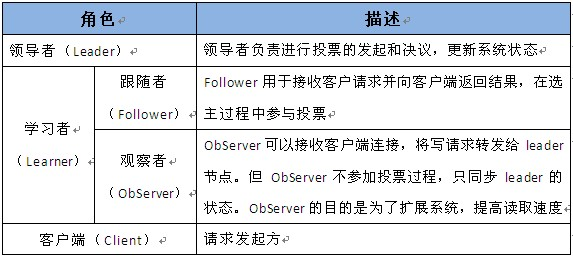 角色
描述
领导者（Leader）
领导者负责进行投票的发起和决议，更新系统状态
学习者
（Learner）
跟随者
（Follower）
Follower 用于接收客户请求并向客户端返回结果，在选
主过程中参与投票
观察者
（ObServer）
ObServer 可以接收客户端连接，将写请求转发给 leader
节点。但 ObServer 不参加投票过程，只同步 leader 的
状态。ObServer 的目的是为了扩展系统，提高读取速度
客户端（Client）
请求发起方